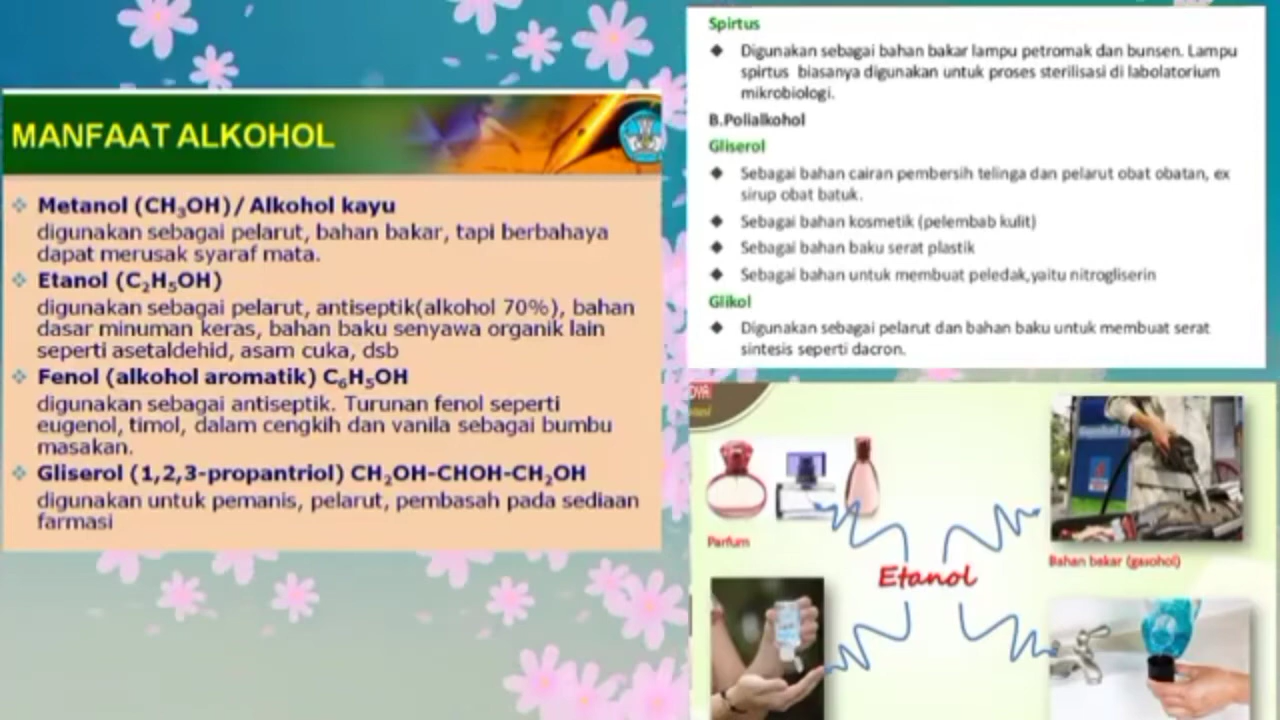 MANFAAT ALKOHOL
Metanol (CH₃OH)/ Alkohol kayu
digunakan sebagai pelarut, bahan bakar, tapi berbahaya
dapat merusak syaraf mata.
Etanol (C₂H₅OH)
digunakan sebagai pelarut, antiseptik(alkohol 70%), bahan
dasar minuman keras, bahan baku senyawa organik lain
seperti asetaldehid, asam cuka, dsb
Fenol (alkohol aromatik) C₆H₅OH
digunakan sebagai antiseptik. Turunan fenol seperti
eugenol, timol, dalam cengkih dan vanila sebagai bumbu
masakan.
Gliserol (1,2,3-propantriol) CH₂OH-CHOH-CH₂OH
digunakan untuk pemanis, pelarut, pembasah pada sediaan
farmasi
Spirtus
Digunakan sebagai bahan bakar lampu petromak dan bunsen. Lampu
spirtus biasanya digunakan untuk proses sterilisasi di labolatorium
mikrobiologi.
B.Polialkohol
Gliserol
Sebagai bahan cairan pembersih telinga dan pelarut obat obatan, ex
sirup obat batuk.
Sebagai bahan kosmetik (pelembab kulit)
Sebagai bahan baku serat plastik
Sebagai bahan untuk membuat peledak,yaitu nitrogliserin
Glikol
Digunakan sebagai pelarut dan bahan baku untuk membuat serat
sintesis seperti dacron.
Parfum
Etanol
Bahan bakar (gasohol)